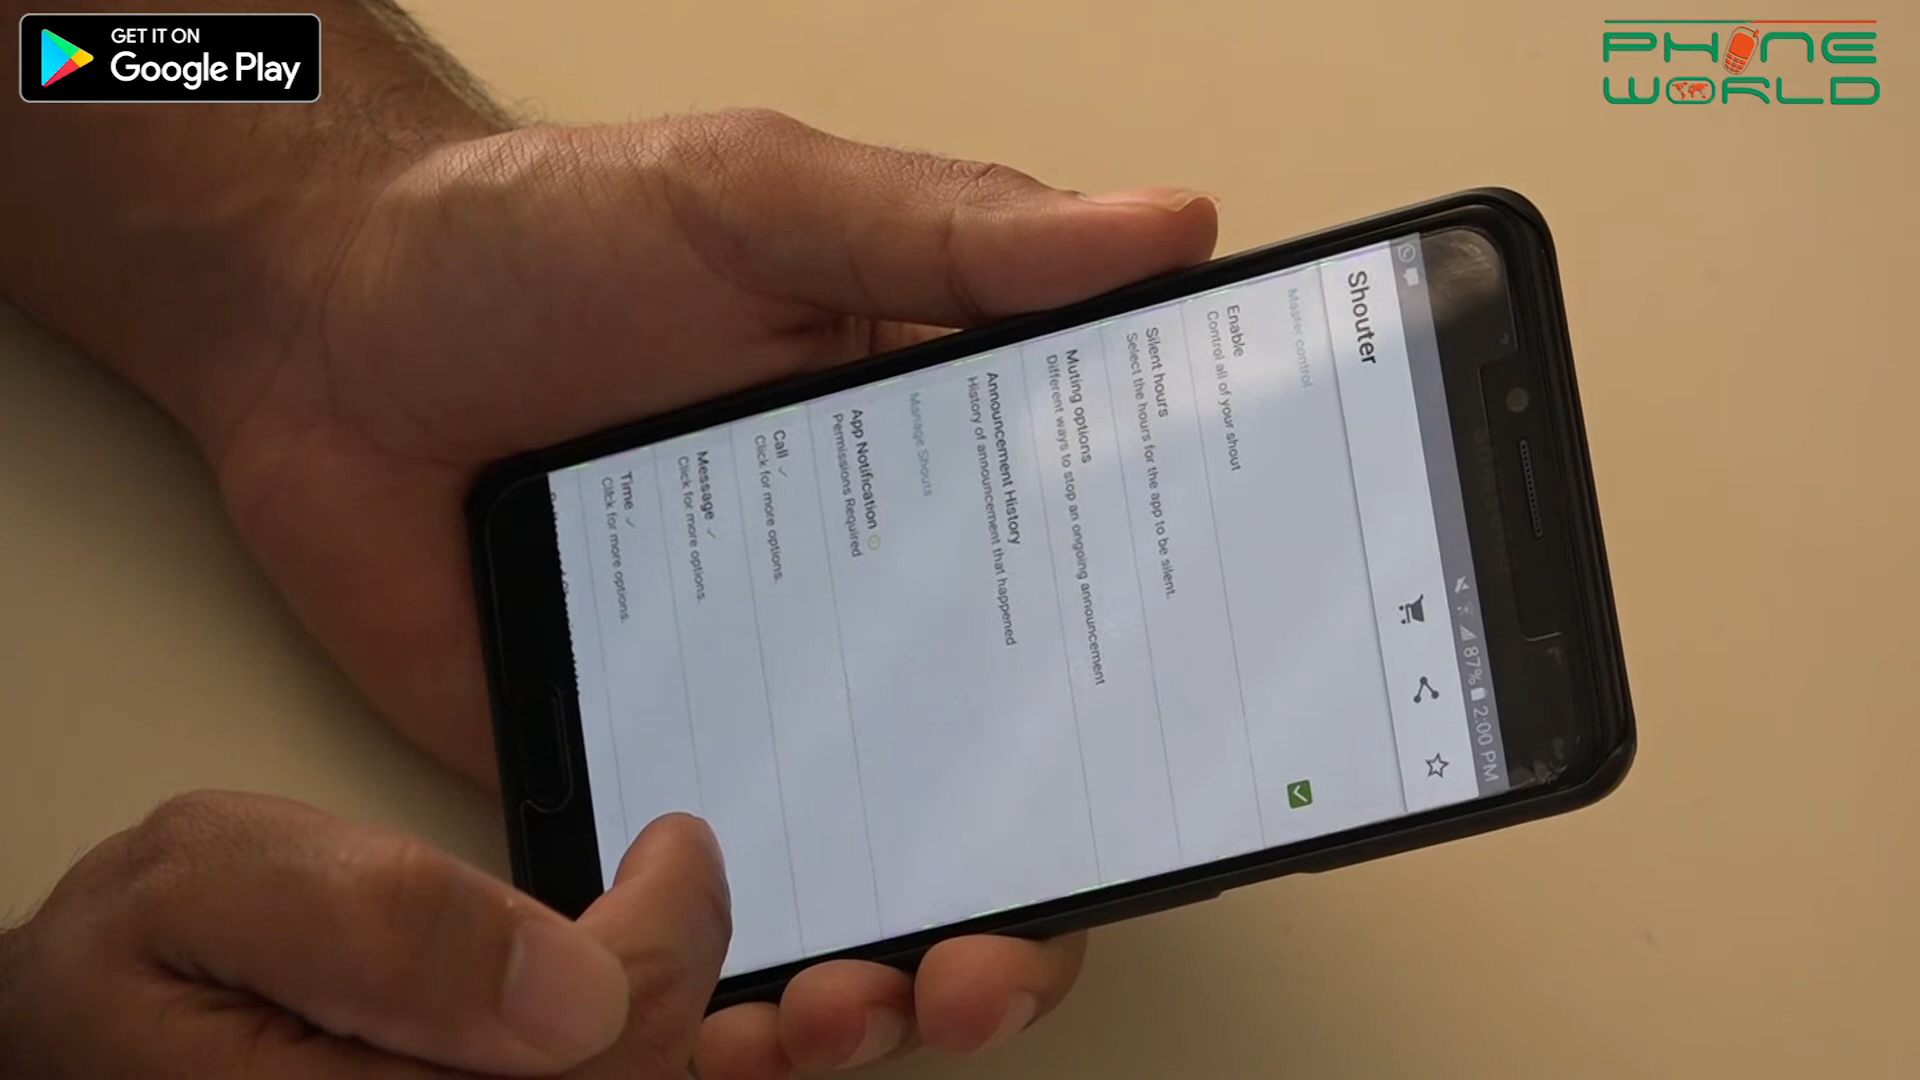 GET IT ON
Google Play
PHONE
WORLD
87% 2:00 PM
Shouter
Master control
Enable
Control all of your shout
Silent hours
Select the hours for the app to be silent.
Muting options
Different ways to stop an ongoing announcement
Announcement History
History of announcement that happened
Manage Shouts
App Notification
Permissions Required
Call ✓
Click for more options.
Message ✓
Click for more options.
Time ✓
Click for more options.